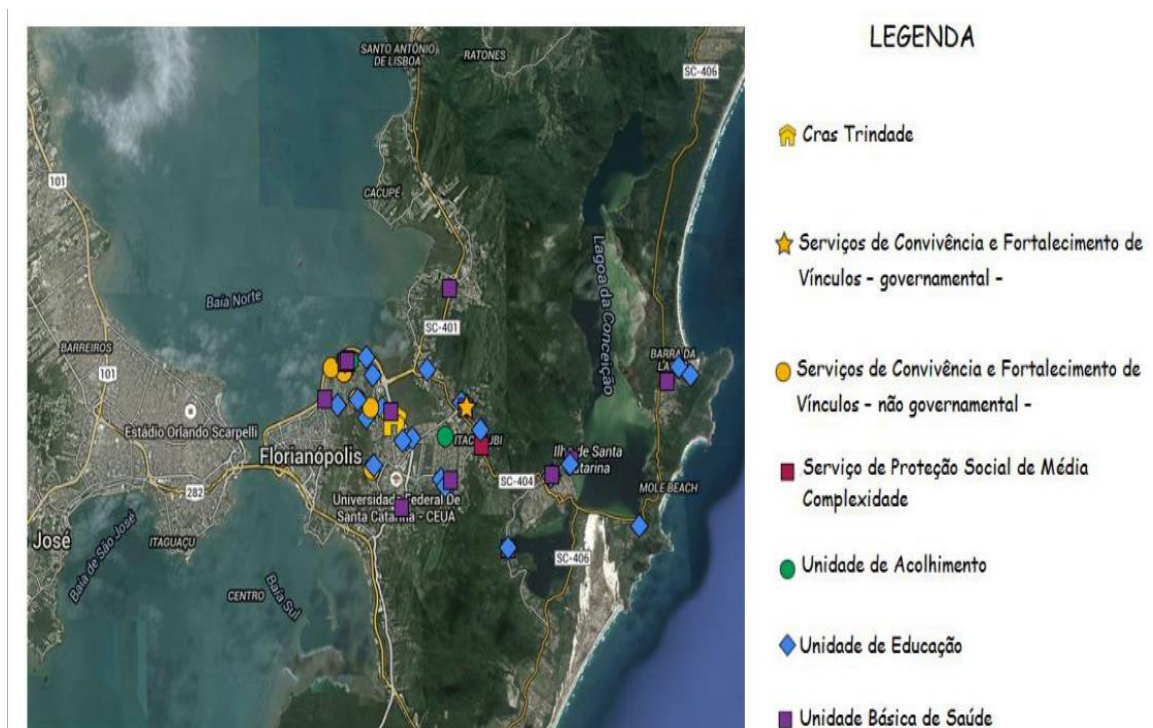 LEGENDA
Cras Trindade
Serviços de Convivência e Fortalecimento de
Vínculos - governamental -
Serviços de Convivência e Fortalecimento de
Vínculos - não governamental -
Serviço de Proteção Social de Média
Complexidade
Unidade de Acolhimento
Unidade de Educação
Unidade Básica de Saúde
SANTO ANTÔNIO
DE LISBOA
RATONES
SC-406
101
CACUPÉ
Baía Norte
SC-401
Lagoa da Conceição
BARREIROS
101
BARRA DA
Estádio Orlando Scarpelli
Florianópolis
Ilha de Santa
282
SC-404
MOLE BEACH
Universidade Federal De
Santa Catarina - CEUA
José
ITAGUAÇU
Baía de São José
SC-406
CENTRO
Baía Sul